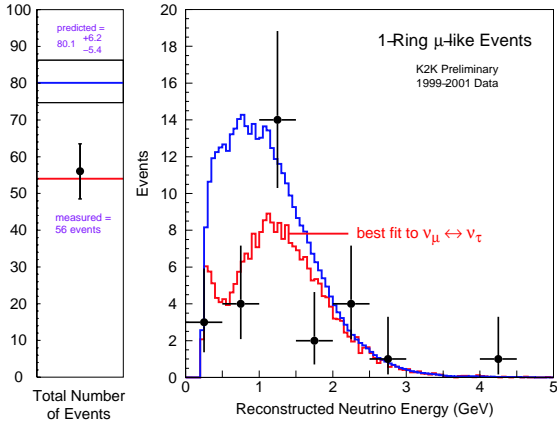 100
90
80
70
60
50
40
30
20
10
0
predicted =
80.1 +6.2
−5.4
measured =
56 events
Total Number
of Events
Events
20
18
16
14
12
10
8
6
4
2
0
1–Ring μ–like Events
K2K Preliminary
1999–2001 Data
best fit to νμ ↔ ντ
0 1 2 3 4 5
Reconstructed Neutrino Energy (GeV)